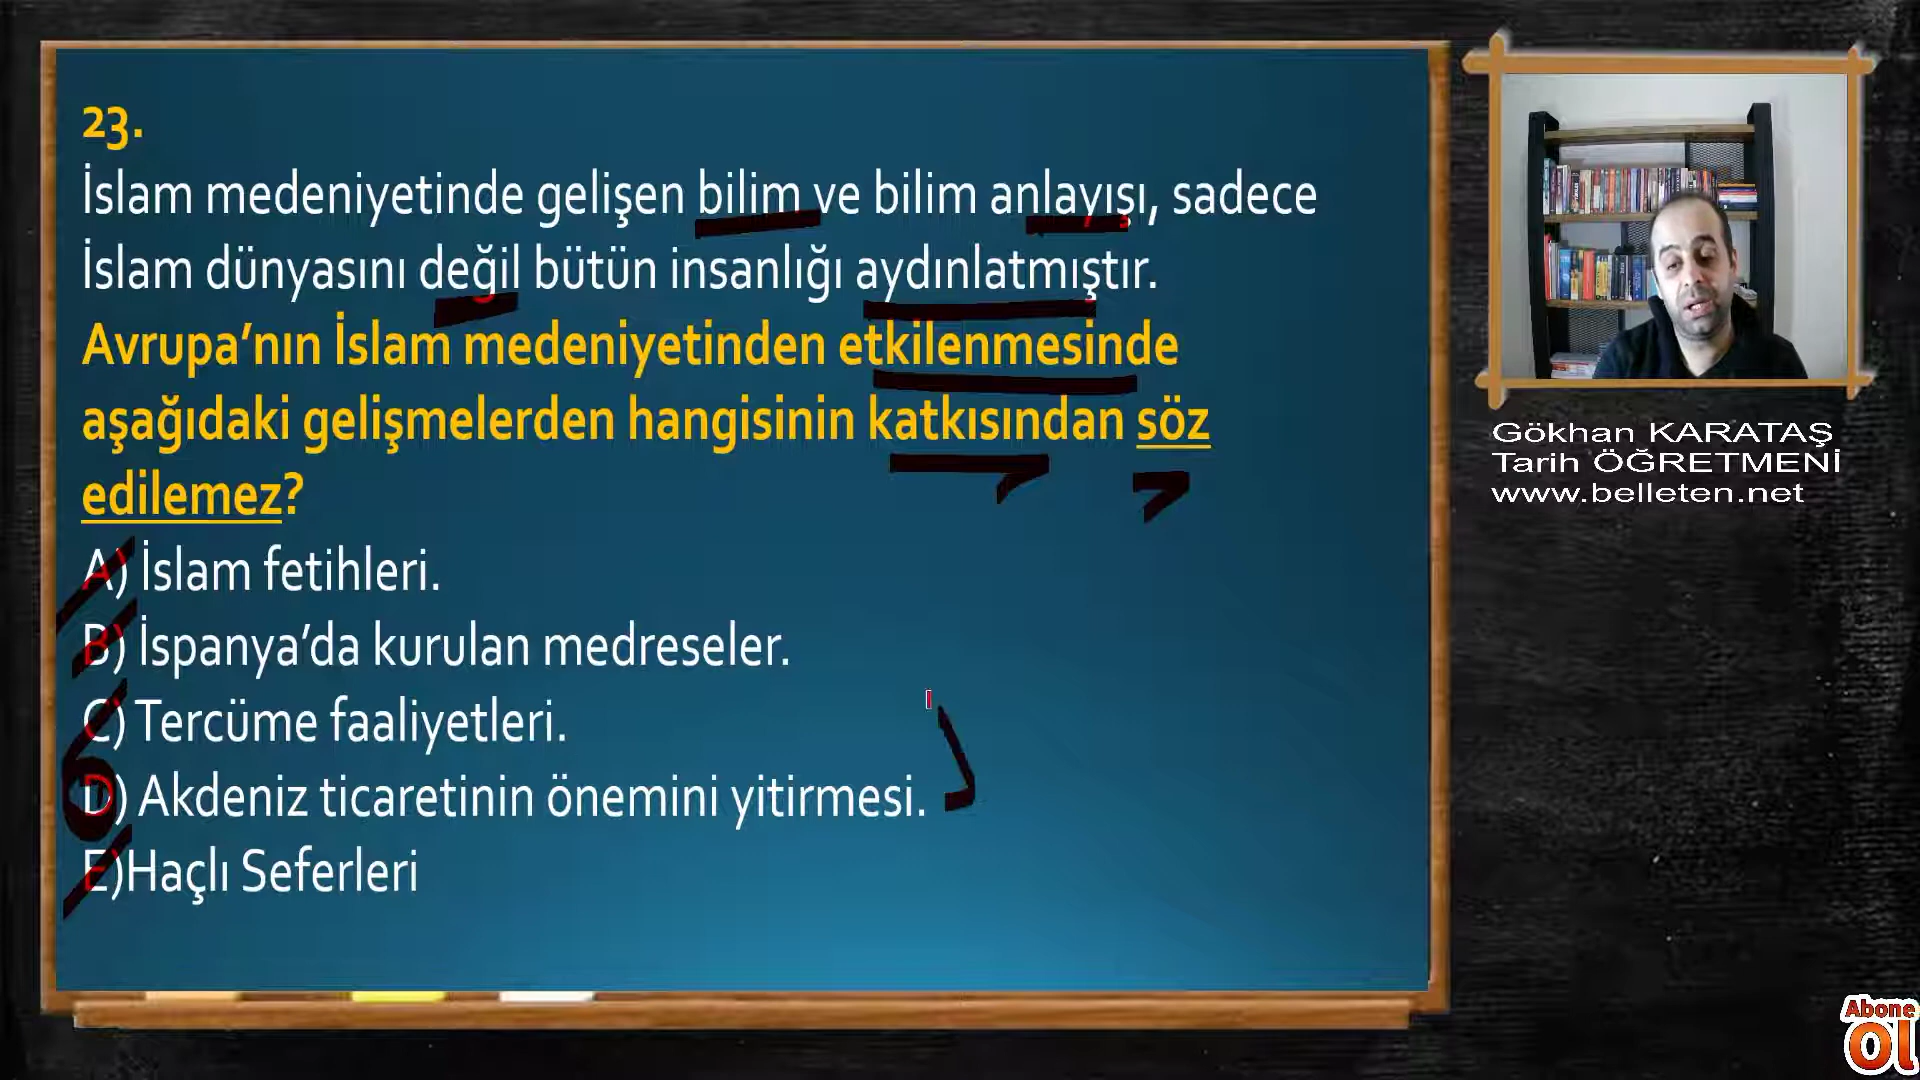 23.
İslam medeniyetinde gelişen bilim ve bilim anlayışı, sadece
İslam dünyasını değil bütün insanlığı aydınlatmıştır.
Avrupa’nın İslam medeniyetinden etkilenmesinde
aşağıdaki gelişmelerden hangisinin katkısından söz
edilemez?
A) İslam fetihleri.
B) İspanya’da kurulan medreseler.
C) Tercüme faaliyetleri.
D) Akdeniz ticaretinin önemini yitirmesi.
E)Haçlı Seferleri
Gökhan KARATAŞ
Tarih ÖĞRETMENİ
www.belleten.net
Abone
Ol